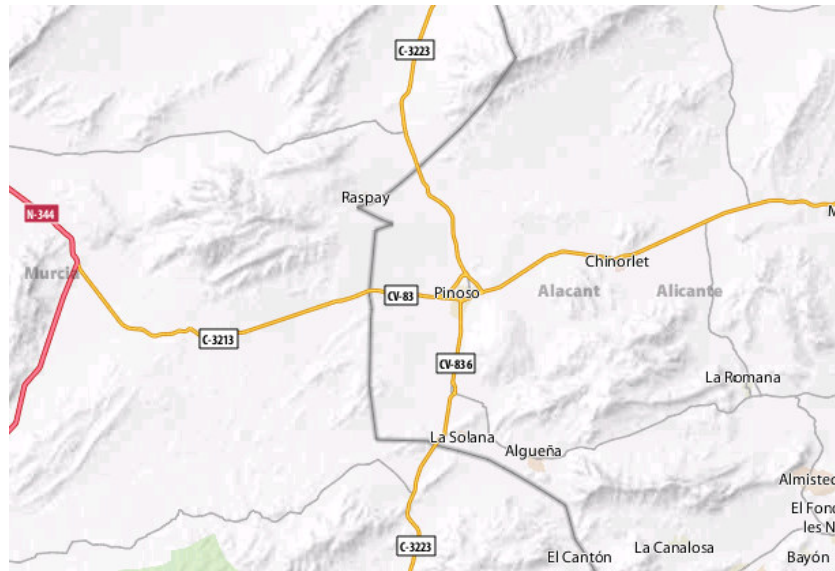 C-3223
Raspay
N-344
M
Murcia
Chinorlet
CV-83
Pinoso
Alacant
Alicante
C-3213
CV-836
La Romana
La Solana
Algueña
Almisted
El Fond
les N
C-3223
El Cantón
La Canalosa
Bayón